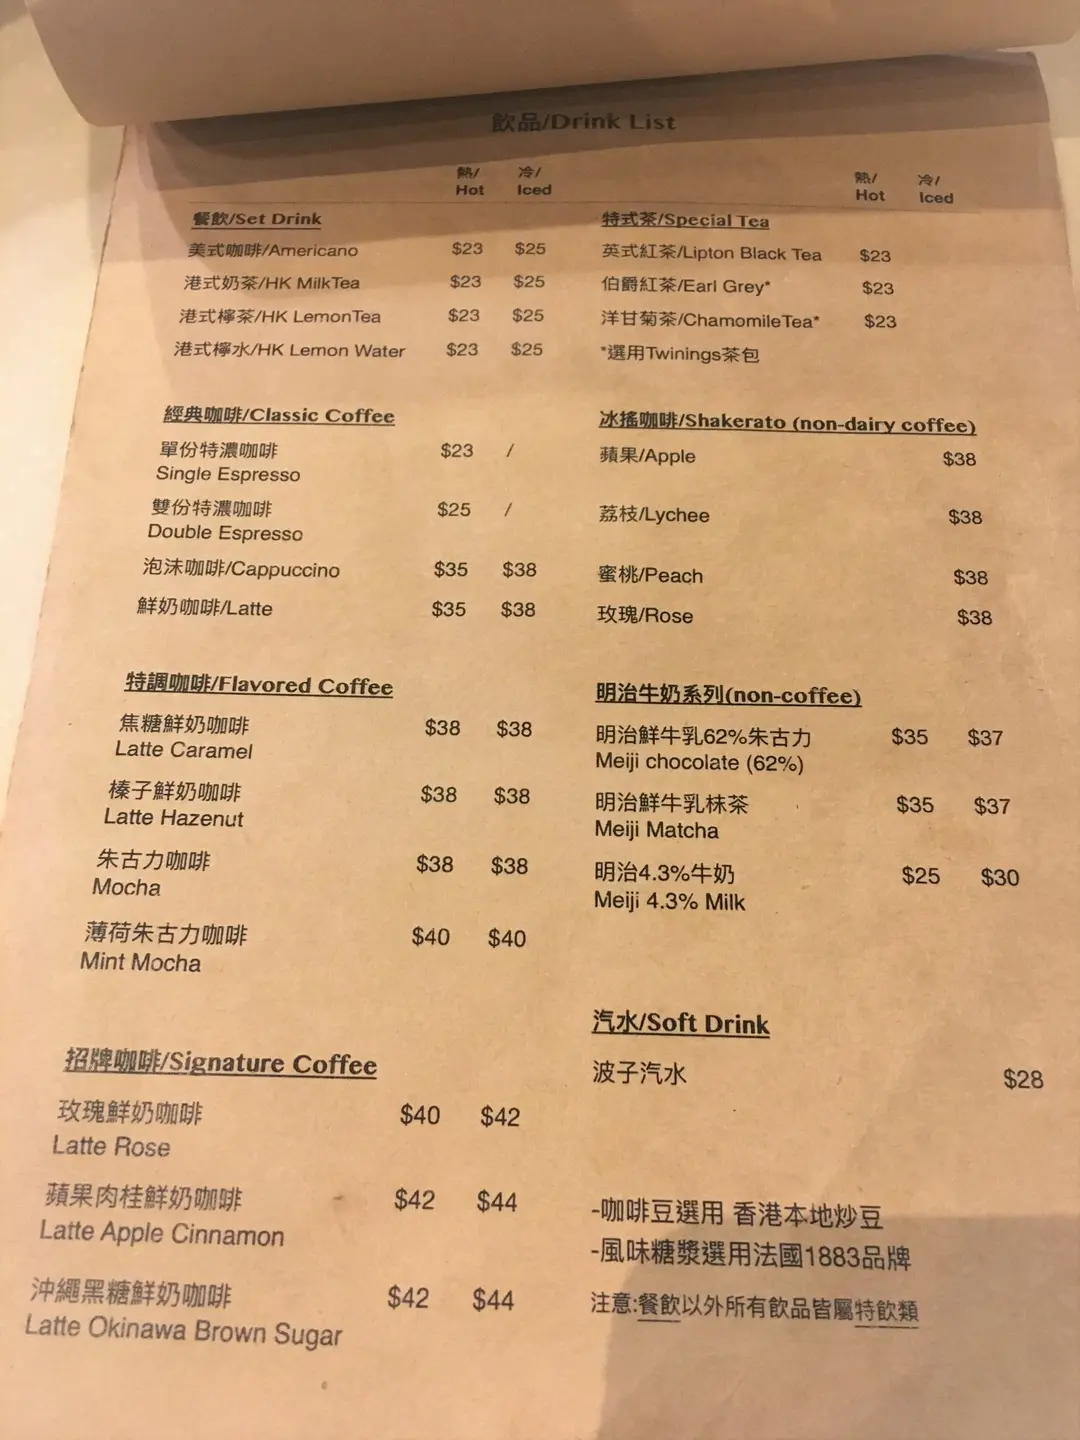 飲品/Drink List
熱/ 冷/
Hot Iced
餐飲/Set Drink
美式咖啡/Americano $23 $25
港式奶茶/HK MilkTea $23 $25
港式檸茶/HK LemonTea $23 $25
港式檸水/HK Lemon Water $23 $25
經典咖啡/Classic Coffee
單份特濃咖啡 $23 /
Single Espresso
雙份特濃咖啡 $25 /
Double Espresso
泡沫咖啡/Cappuccino $35 $38
鮮奶咖啡/Latte $35 $38
特調咖啡/Flavored Coffee
焦糖鮮奶咖啡 $38 $38
Latte Caramel
榛子鮮奶咖啡 $38 $38
Latte Hazenut
朱古力咖啡 $38 $38
Mocha
薄荷朱古力咖啡 $40 $40
Mint Mocha
招牌咖啡/Signature Coffee
玫瑰鮮奶咖啡 $40 $42
Latte Rose
蘋果肉桂鮮奶咖啡 $42 $44
Latte Apple Cinnamon
沖繩黑糖鮮奶咖啡 $42 $44
Latte Okinawa Brown Sugar
熱/ 冷/
Hot Iced
特式茶/Special Tea
英式紅茶/Lipton Black Tea $23
伯爵紅茶/Earl Grey* $23
洋甘菊茶/ChamomileTea* $23
*選用Twinings茶包
冰搖咖啡/Shakerato (non-dairy coffee)
蘋果/Apple $38
荔枝/Lychee $38
蜜桃/Peach $38
玫瑰/Rose $38
明治牛奶系列(non-coffee)
明治鮮牛乳62%朱古力 $35 $37
Meiji chocolate (62%)
明治鮮牛乳抹茶 $35 $37
Meiji Matcha
明治4.3%牛奶 $25 $30
Meiji 4.3% Milk
汽水/Soft Drink
波子汽水 $28
-咖啡豆選用 香港本地炒豆
-風味糖漿選用法國1883品牌
注意:餐飲以外所有飲品皆屬特飲類